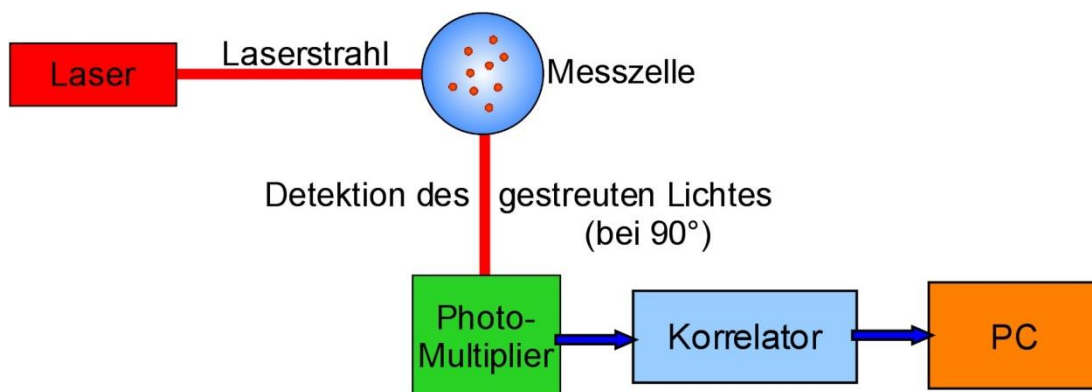 Laser
Laserstrahl
Messzelle
Detektion des gestreuten Lichtes
(bei 90°)
Photo-
Multiplier
Korrelator
PC